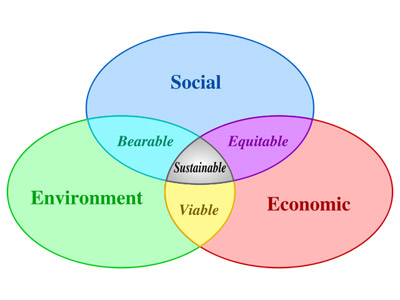 Social
Bearable
Equitable
Sustainable
Environment
Viable
Economic